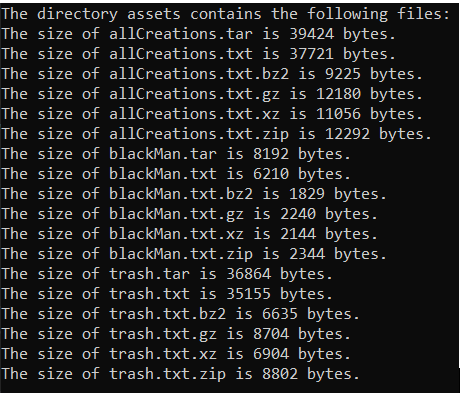 The directory assets contains the following files:
The size of allCreations.tar is 39424 bytes.
The size of allCreations.txt is 37721 bytes.
The size of allCreations.txt.bz2 is 9225 bytes.
The size of allCreations.txt.gz is 12180 bytes.
The size of allCreations.txt.xz is 11056 bytes.
The size of allCreations.txt.zip is 12292 bytes.
The size of blackMan.tar is 8192 bytes.
The size of blackMan.txt is 6210 bytes.
The size of blackMan.txt.bz2 is 1829 bytes.
The size of blackMan.txt.gz is 2240 bytes.
The size of blackMan.txt.xz is 2144 bytes.
The size of blackMan.txt.zip is 2344 bytes.
The size of trash.tar is 36864 bytes.
The size of trash.txt is 35155 bytes.
The size of trash.txt.bz2 is 6635 bytes.
The size of trash.txt.gz is 8704 bytes.
The size of trash.txt.xz is 6904 bytes.
The size of trash.txt.zip is 8802 bytes.